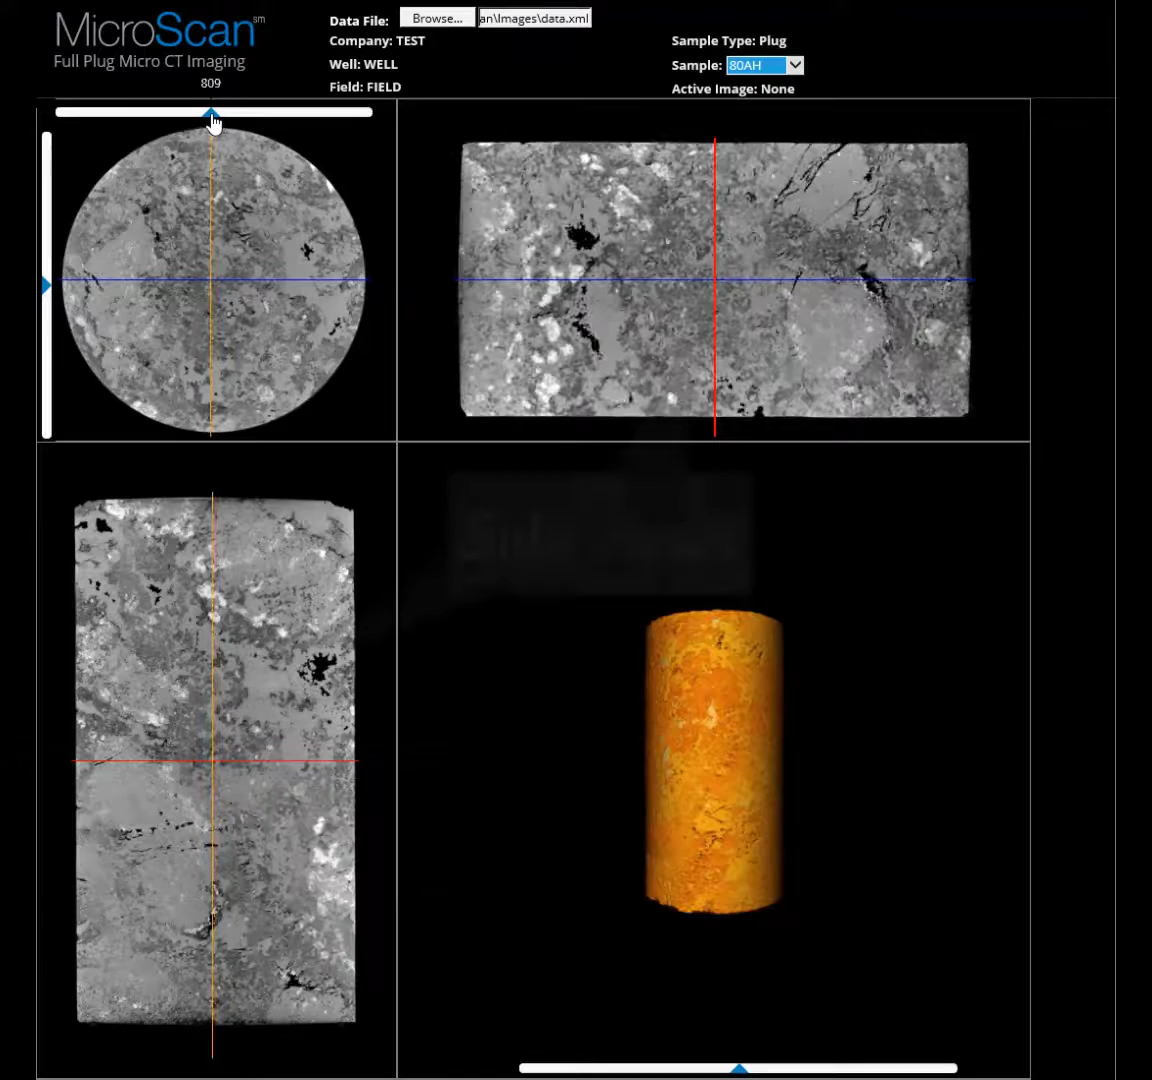 MicroScan sm
Full Plug Micro CT Imaging
809
Data File: Browse... an\Images\data.xml
Company: TEST
Well: WELL
Field: FIELD
Sample Type: Plug
Sample: 80AH
Active Image: None